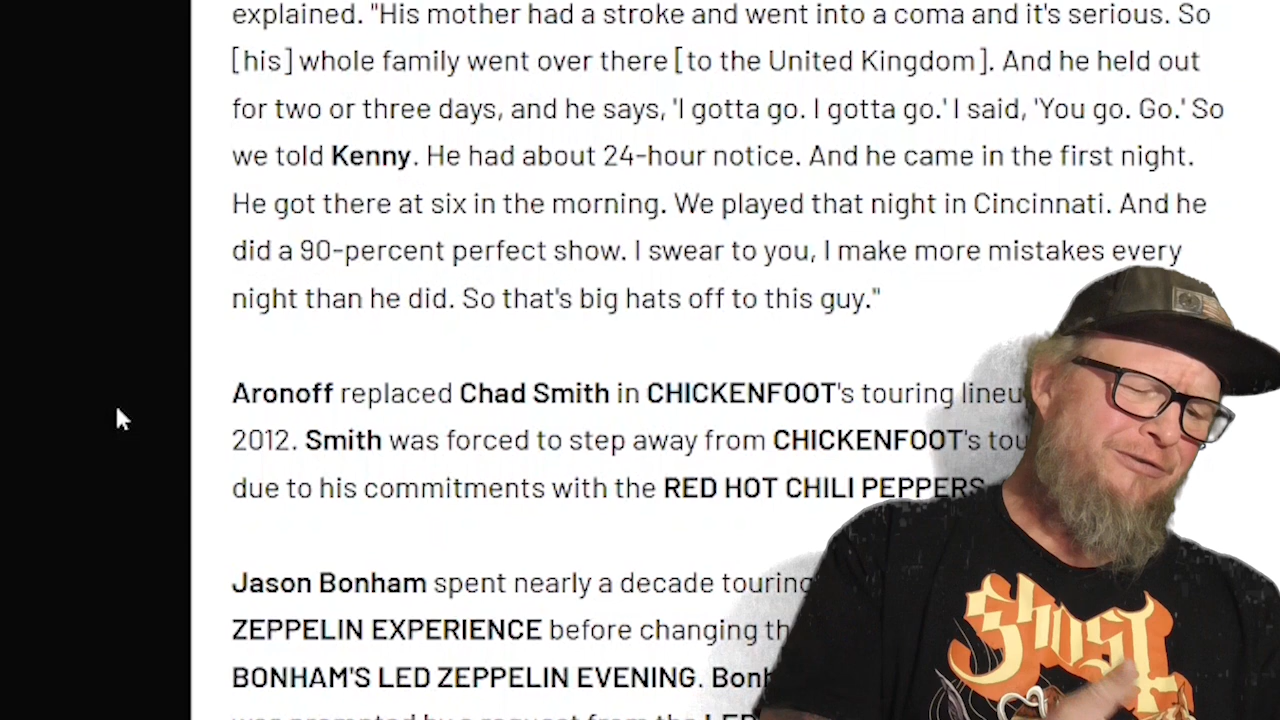 explained. "His mother had a stroke and went into a coma and it's serious. So
[his] whole family went over there [to the United Kingdom]. And he held out
for two or three days, and he says, 'I gotta go. I gotta go.' I said, 'You go. Go.' So
we told Kenny. He had about 24-hour notice. And he came in the first night.
He got there at six in the morning. We played that night in Cincinnati. And he
did a 90-percent perfect show. I swear to you, I make more mistakes every
night than he did. So that's big hats off to this guy."
Aronoff replaced Chad Smith in CHICKENFOOT's touring
2012. Smith was forced to step away from CHICKENFOOT's
due to his commitments with the RED HOT CHILI PEPPERS
Jason Bonham spent nearly a decade touring
ZEPPELIN EXPERIENCE before changing
BONHAM'S LED ZEPPELIN EVENING.
Ghost